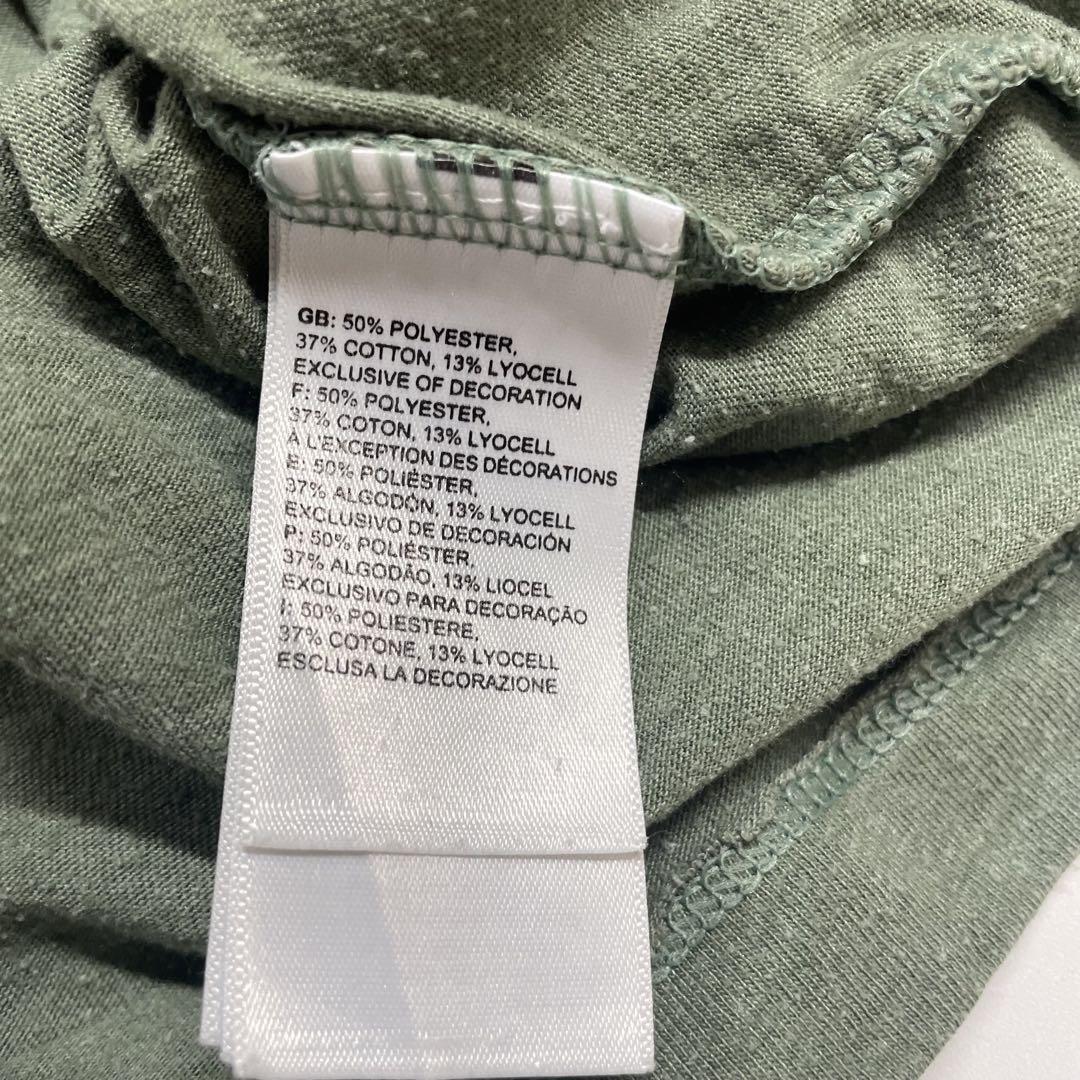 GB: 50% POLYESTER,
37% COTTON, 13% LYOCELL
EXCLUSIVE OF DECORATION
F: 50% POLYESTER,
37% COTON, 13% LYOCELL
À L'EXCEPTION DES DÉCORATIONS
E: 50% POLIÉSTER,
37% ALGODÓN, 13% LYOCELL
EXCLUSIVO DE DECORACIÓN
P: 50% POLIÉSTER,
37% ALGODÃO, 13% LIOCEL
EXCLUSIVO PARA DECORAÇÃO
I: 50% POLIESTERE,
37% COTONE, 13% LYOCELL
ESCLUSA LA DECORAZIONE